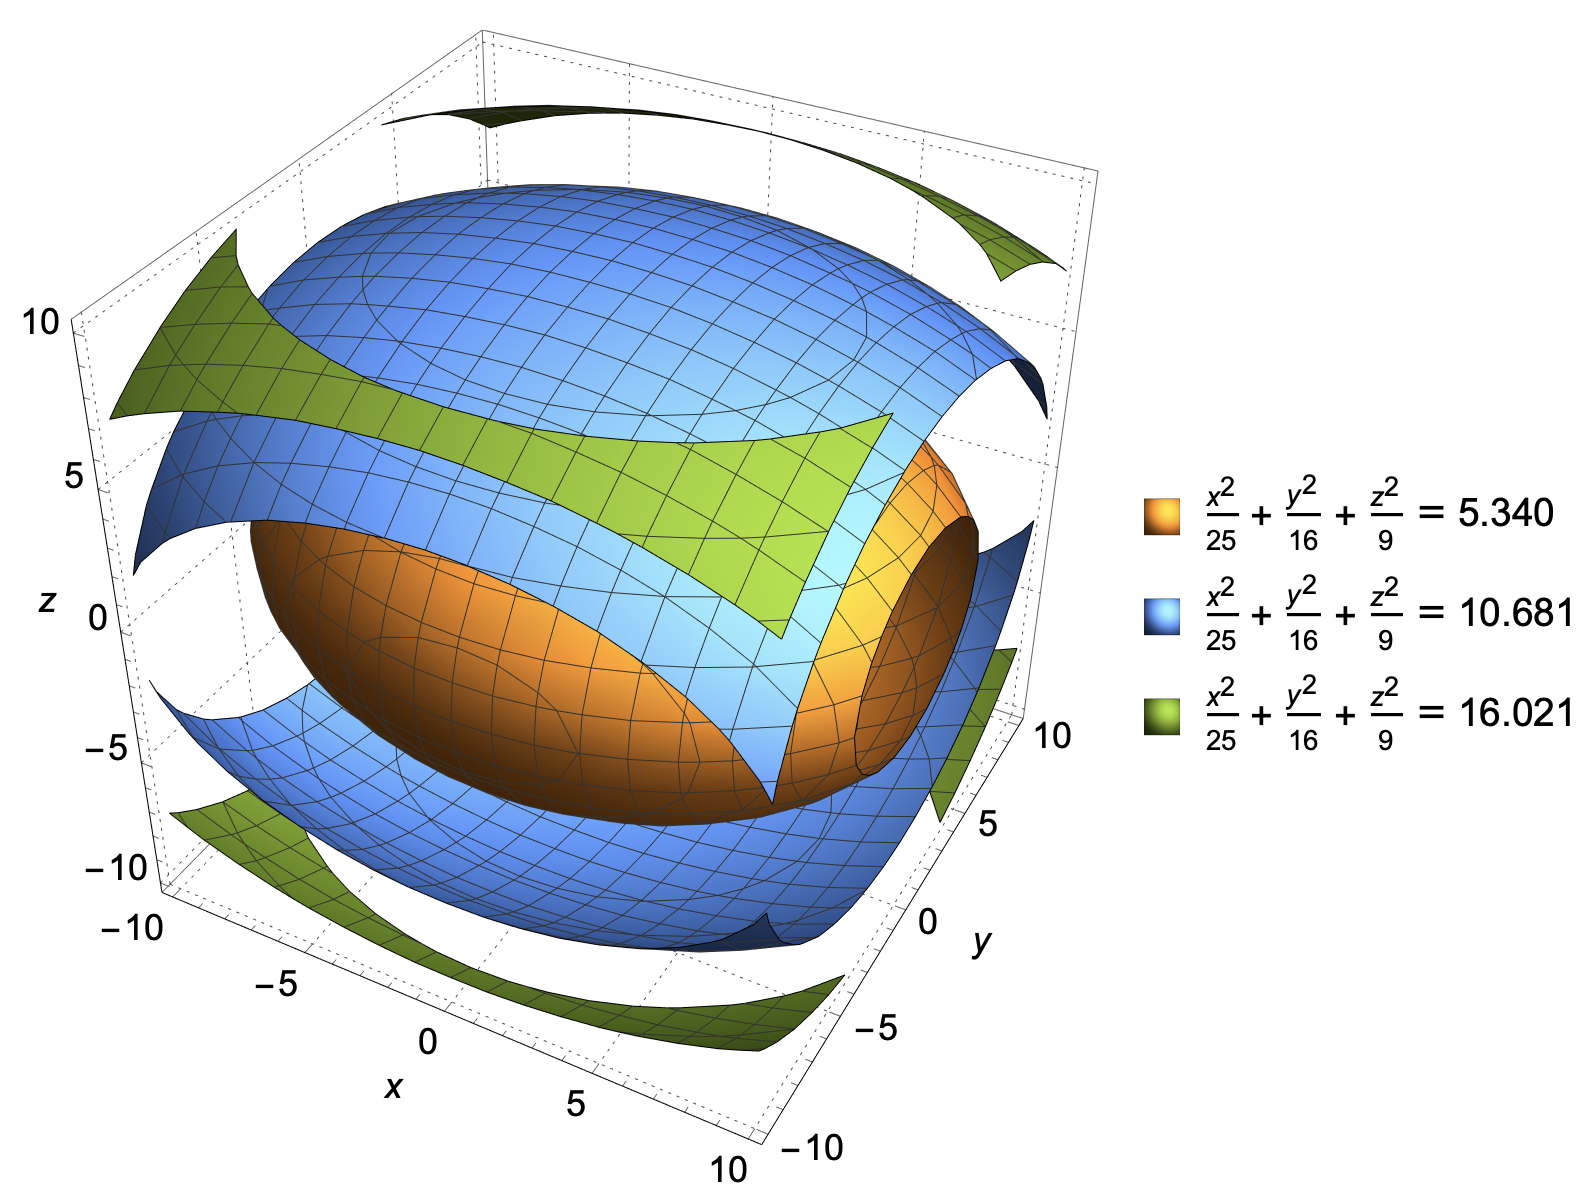 10
5
0
−5
−10
z
−10
−5
0
5
10
x
−10
−5
0
5
10
y
x²/25 + y²/16 + z²/9 = 5.340
x²/25 + y²/16 + z²/9 = 10.681
x²/25 + y²/16 + z²/9 = 16.021